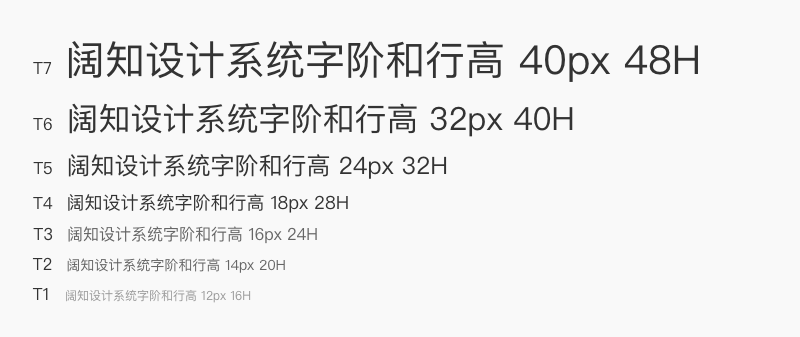 T7 阔知设计系统字阶和行高 40px 48H
T6 阔知设计系统字阶和行高 32px 40H
T5 阔知设计系统字阶和行高 24px 32H
T4 阔知设计系统字阶和行高 18px 28H
T3 阔知设计系统字阶和行高 16px 24H
T2 阔知设计系统字阶和行高 14px 20H
T1 阔知设计系统字阶和行高 12px 16H